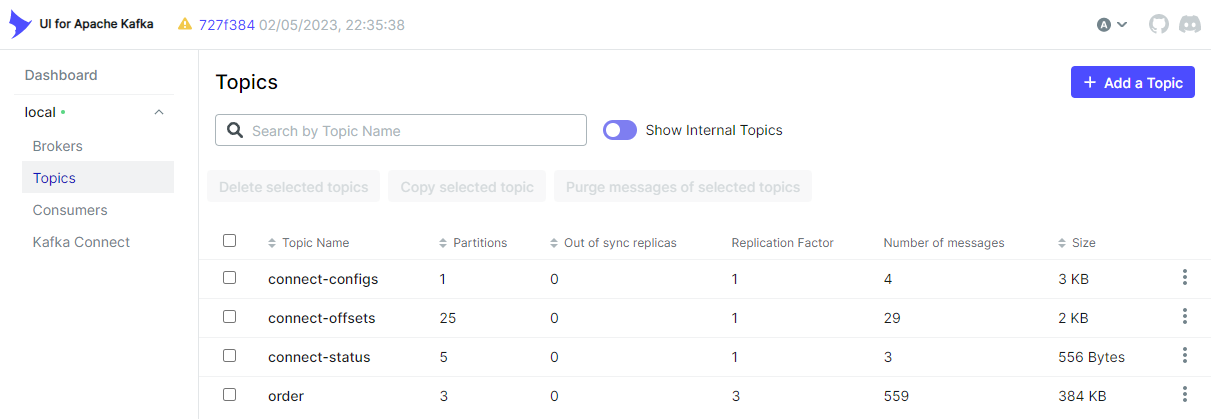 UI for Apache Kafka 727f384 02/05/2023, 22:35:38 A
Dashboard
local
Brokers
Topics
Consumers
Kafka Connect
Topics
+ Add a Topic
Search by Topic Name
Show Internal Topics
Delete selected topics Copy selected topic Purge messages of selected topics
Topic Name Partitions Out of sync replicas Replication Factor Number of messages Size
connect-configs 1 0 1 4 3 KB
connect-offsets 25 0 1 29 2 KB
connect-status 5 0 1 3 556 Bytes
order 3 0 3 559 384 KB